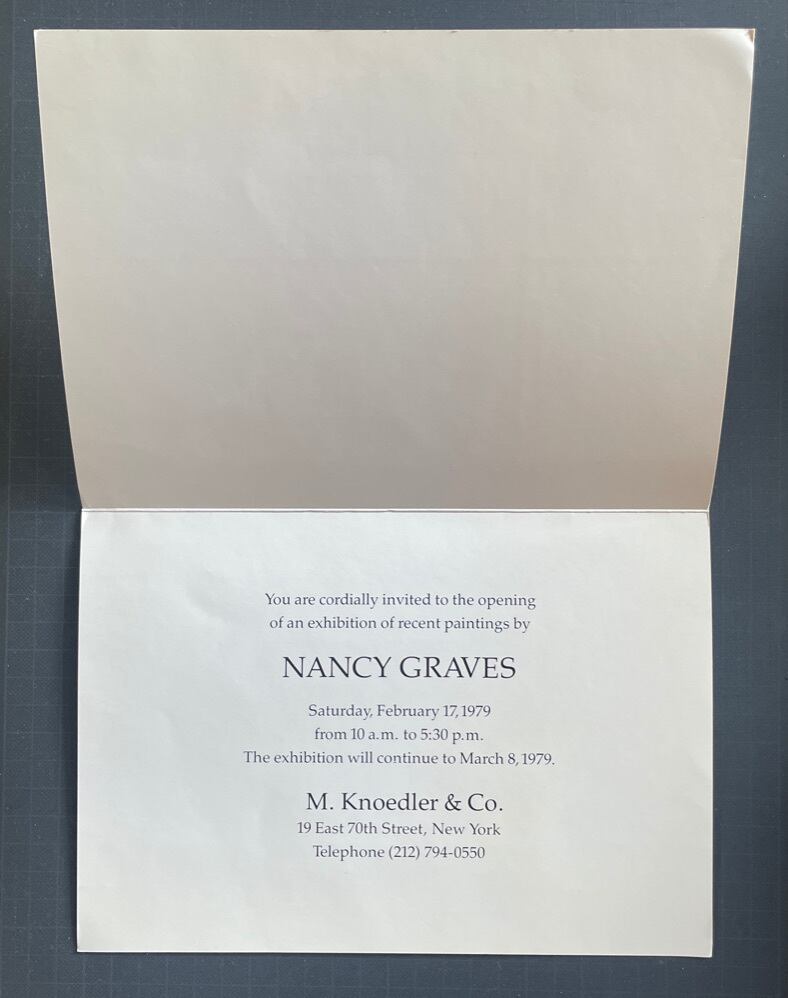 You are cordially invited to the opening
of an exhibition of recent paintings by
NANCY GRAVES
Saturday, February 17, 1979
from 10 a.m. to 5:30 p.m.
The exhibition will continue to March 8, 1979.
M. Knoedler & Co.
19 East 70th Street, New York
Telephone (212) 794-0550